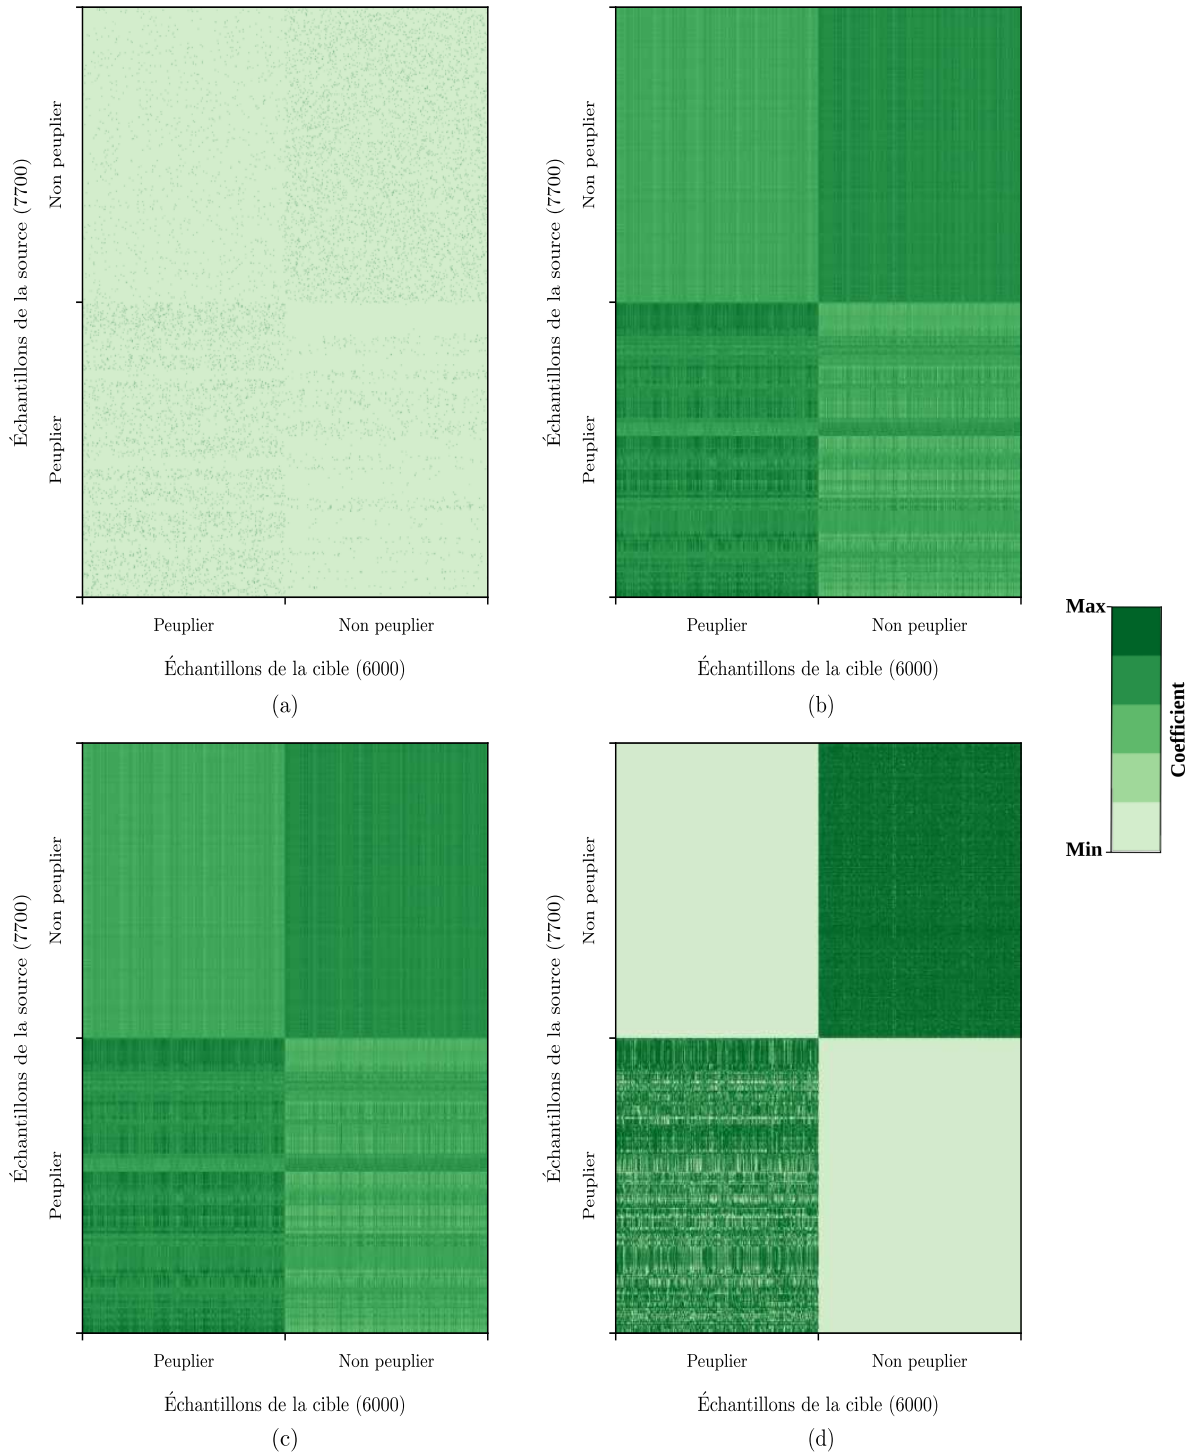 Échantillons de la source (7700)
Non peuplier
Peuplier
Peuplier Non peuplier
Échantillons de la cible (6000)
(a)
Échantillons de la source (7700)
Non peuplier
Peuplier
Peuplier Non peuplier
Échantillons de la cible (6000)
(b)
Max
Coefficient
Min
Échantillons de la source (7700)
Non peuplier
Peuplier
Peuplier Non peuplier
Échantillons de la cible (6000)
(c)
Échantillons de la source (7700)
Non peuplier
Peuplier
Peuplier Non peuplier
Échantillons de la cible (6000)
(d)